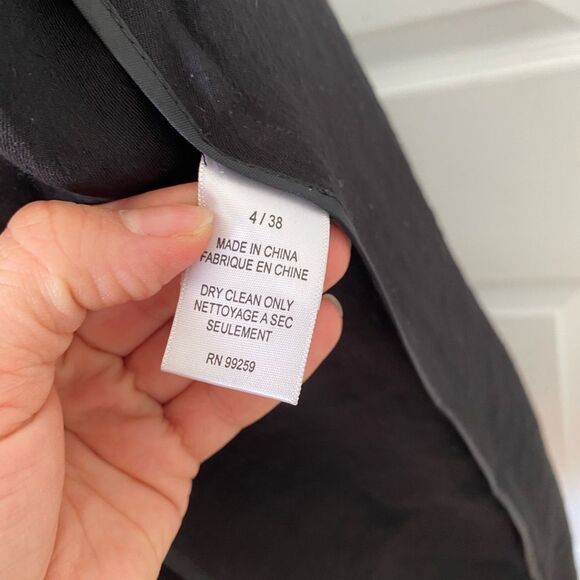 4 / 38
MADE IN CHINA
FABRIQUE EN CHINE
DRY CLEAN ONLY
NETTOYAGE A SEC
SEULEMENT
RN 99259